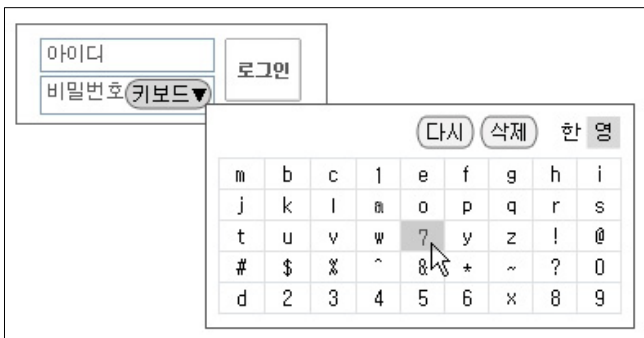 아이디
비밀번호 키보드▼
로그인
다시 삭제 한 영
m b c 1 e f g h i
j k l a o p q r s
t u v w 7 y z ! @
# $ % ^ & * ~ ? 0
d 2 3 4 5 6 x 8 9